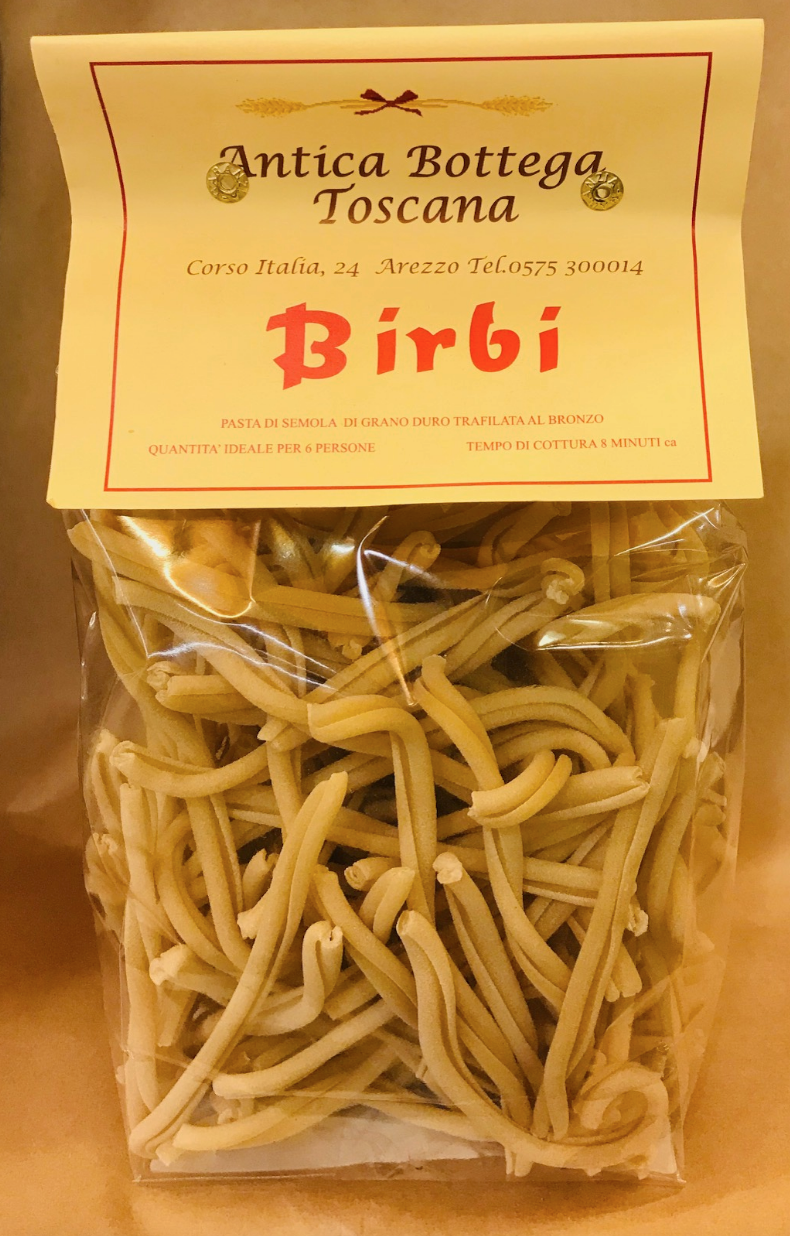 Antica Bottega
Toscana
Corso Italia, 24 Arezzo Tel.0575 300014
Birbi
PASTA DI SEMOLA DI GRANO DURO TRAFILATA AL BRONZO
QUANTITA' IDEALE PER 6 PERSONE TEMPO DI COTTURA 8 MINUTI ca